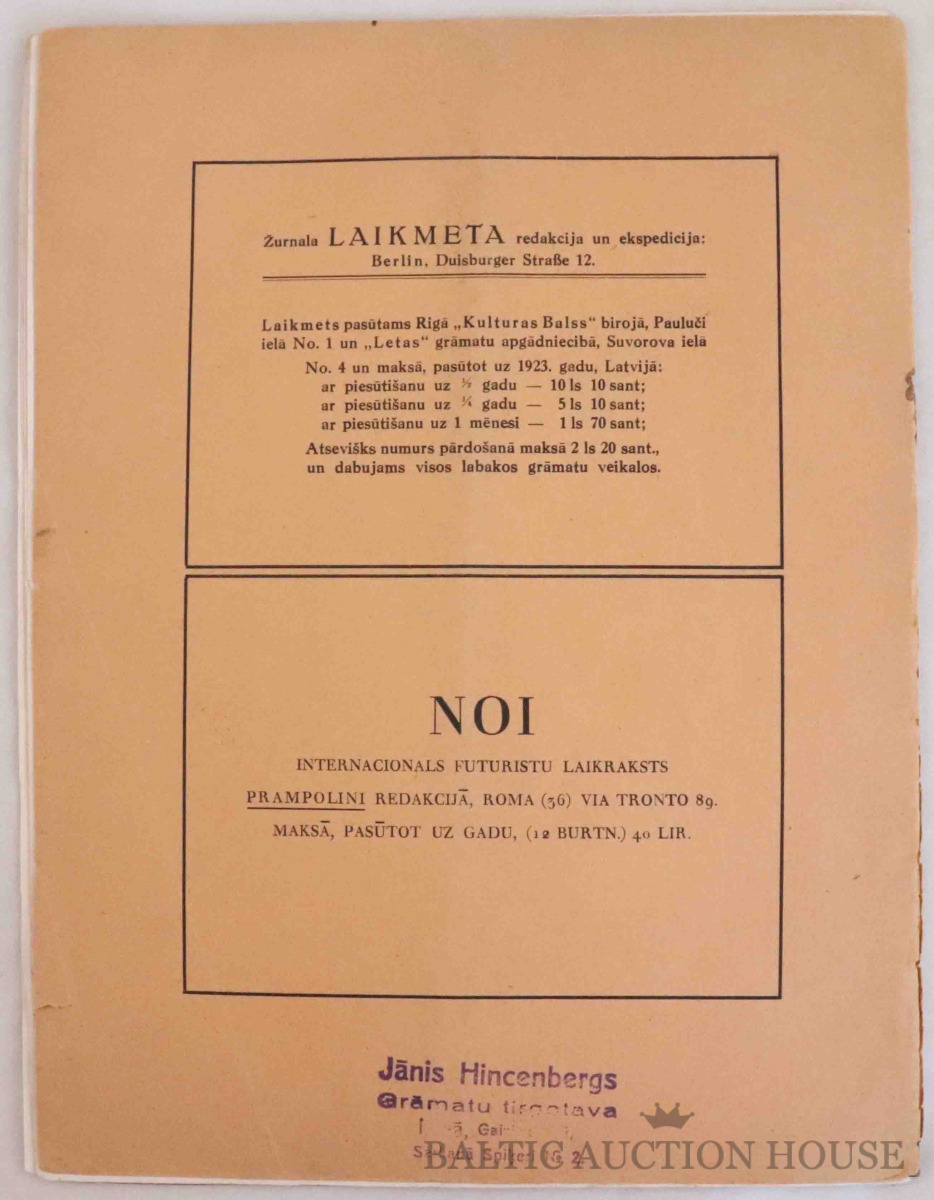 Žurnala LAIKMETA redakcija un ekspedicija:
Berlin, Duisburger Straße 12.
Laikmets pasūtams Rigā „Kulturas Balss“ birojā, Pauluči
ielā No. 1 un „Letas“ grāmatu apgādniecibā, Suvorova ielā
No. 4 un maksā, pasūtot uz 1923. gadu, Latvijā:
ar piesūtišanu uz ½ gadu — 10 ls 10 sant;
ar piesūtišanu uz ¼ gadu — 5 ls 10 sant;
ar piesūtišanu uz 1 mēnesi — 1 ls 70 sant;
Atsevišks numurs pārdošanā maksā 2 ls 20 sant.,
un dabujams visos labakos grāmatu veikalos.
NOI
INTERNACIONALS FUTURISTU LAIKRAKSTS
PRAMPOLINI REDAKCIJĀ, ROMA (36) VIA TRONTO 89.
MAKSĀ, PASŪTOT UZ GADU, (12 BURTN.) 40 LIR.
Jānis Hincenbergs
Grāmatu tirgotava
BALTIC AUCTION HOUSE